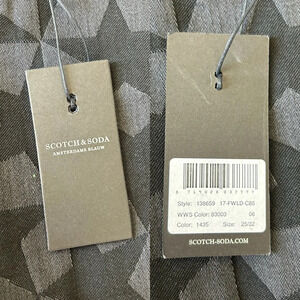 SCOTCH & SODA
AMSTERDAMS BLAUW
Style: 138659 17-FWLD-C85
WWS Color: 83003 08
Color: 1435 Size: 25/32
SCOTCH-SODA.COM